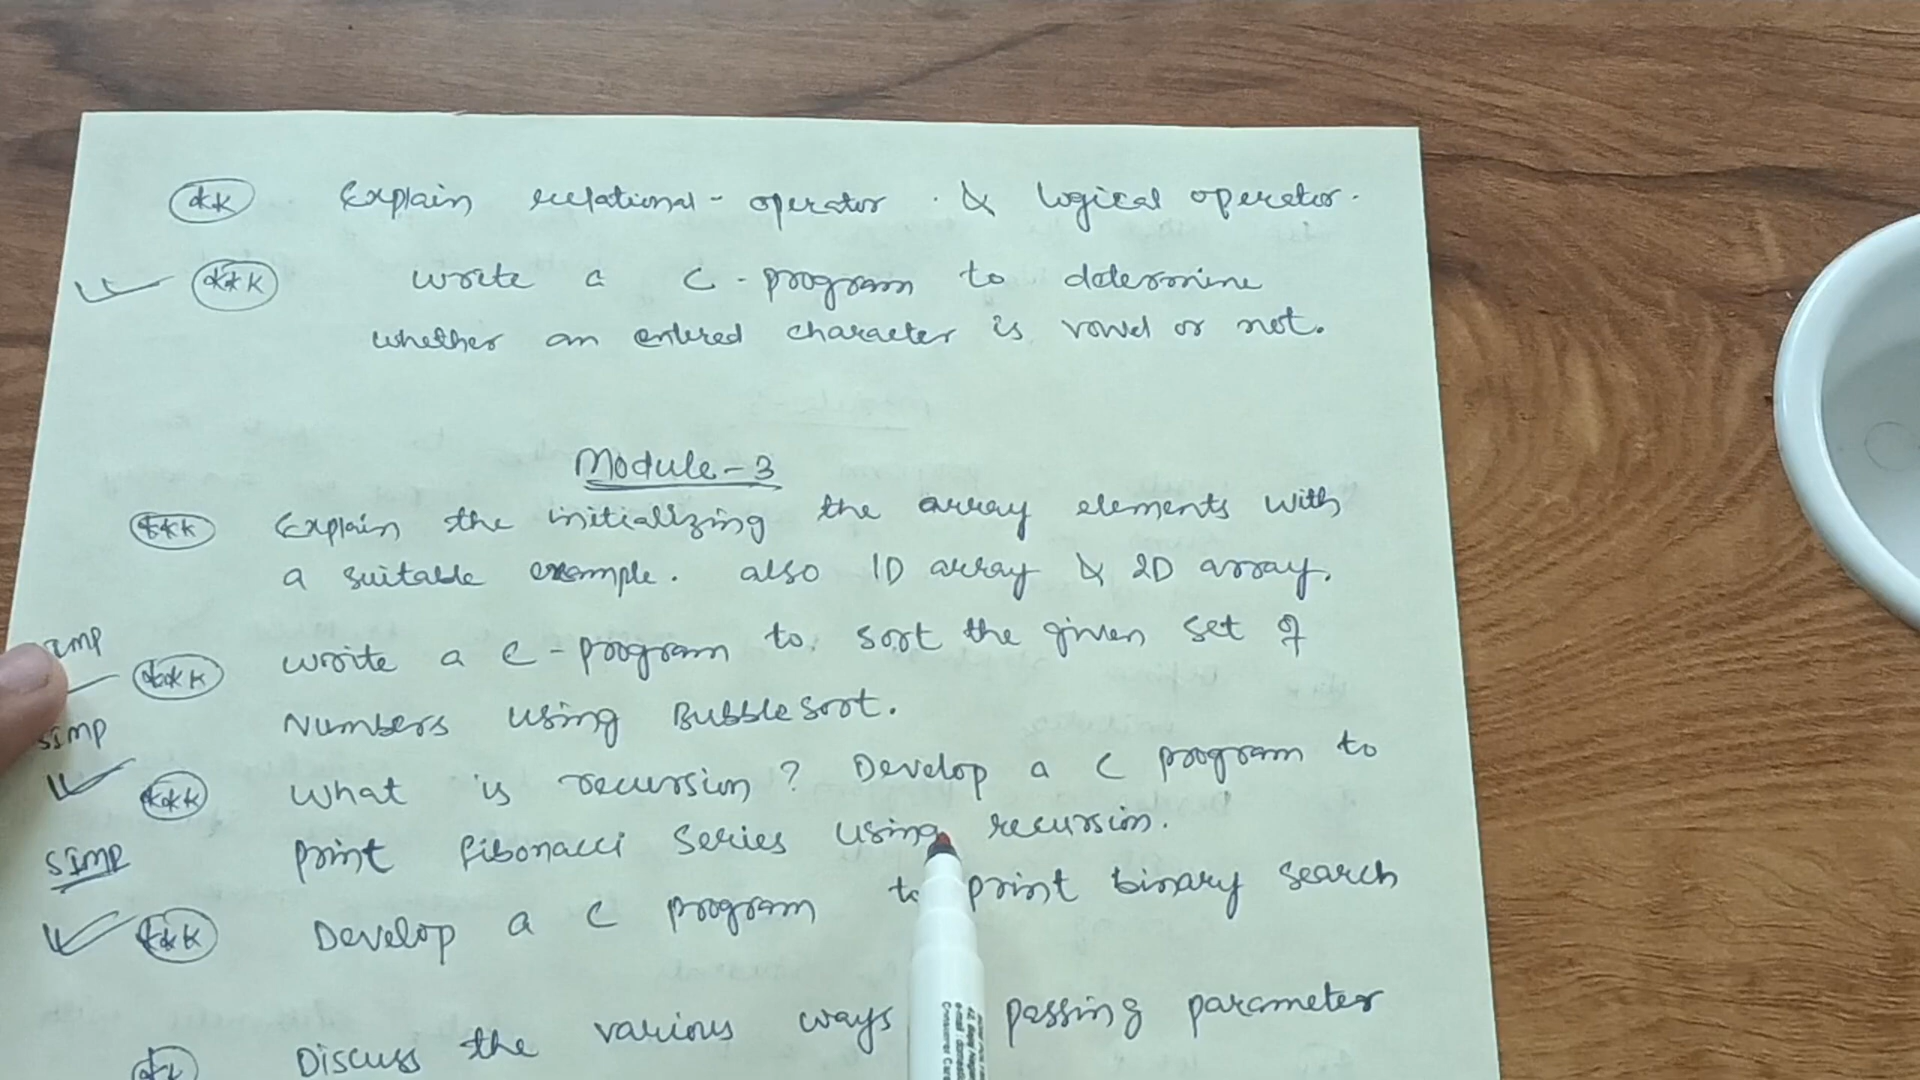 ** Explain relational - operator & logical operator.
*** write a C - program to determine
whether an entered character is vowel or not.
Module - 3
*** Explain the initializing the array elements with
a suitable example. also 1D array & 2D array.
imp
*** write a C - program to sort the given set of
Numbers using Bubble sort.
simp
*** What is recursion? Develop a C program to
print fibonacci series using recursion.
simp
*** Develop a C program to print binary search
** Discuss the various ways passing parameter